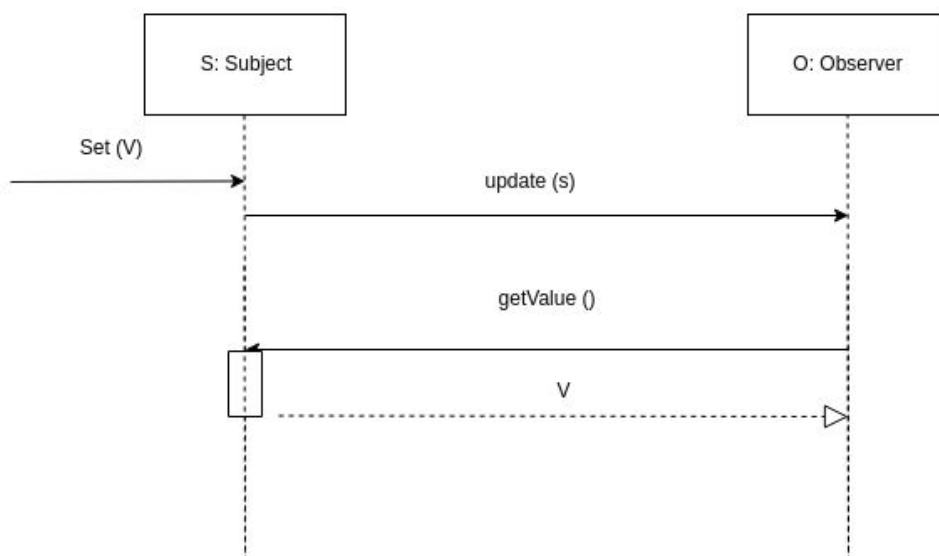 S: Subject
O: Observer
Set (V)
update (s)
getValue ()
V